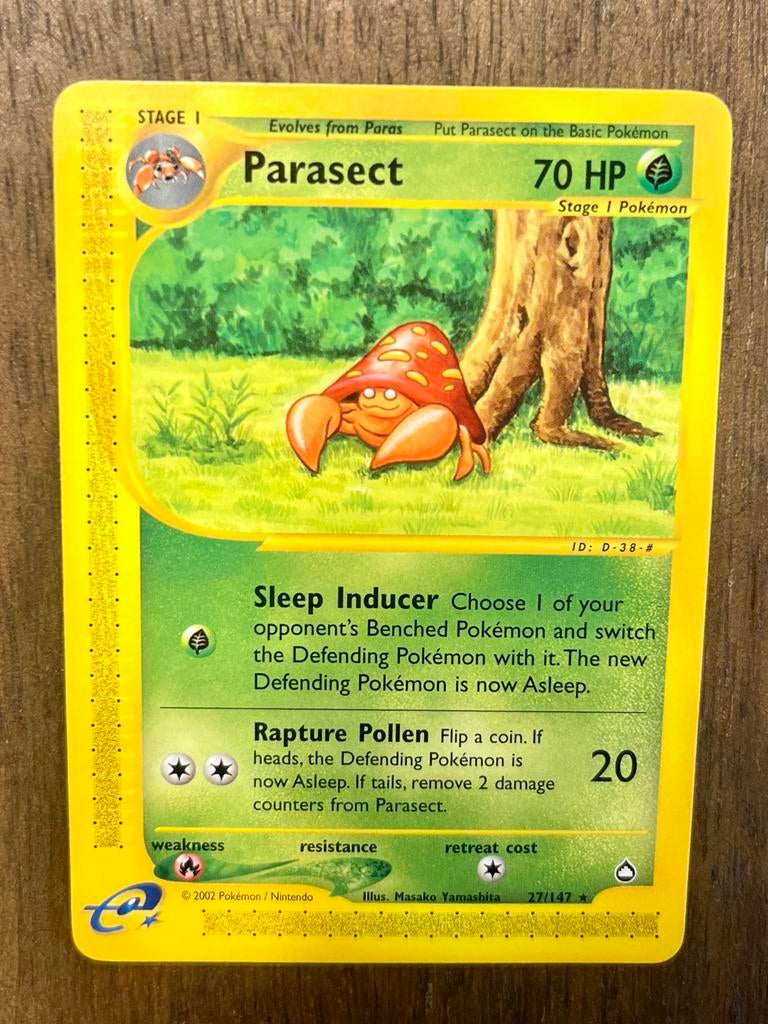 STAGE 1
Evolves from Paras Put Parasect on the Basic Pokémon
Parasect 70 HP
Stage 1 Pokémon
ID: D-38-#
Sleep Inducer Choose 1 of your
opponent's Benched Pokémon and switch
the Defending Pokémon with it. The new
Defending Pokémon is now Asleep.
Rapture Pollen Flip a coin. If
heads, the Defending Pokémon is
now Asleep. If tails, remove 2 damage
counters from Parasect.
20
weakness resistance retreat cost
e
© 2002 Pokémon / Nintendo Illus. Masako Yamashita 27/147 ★